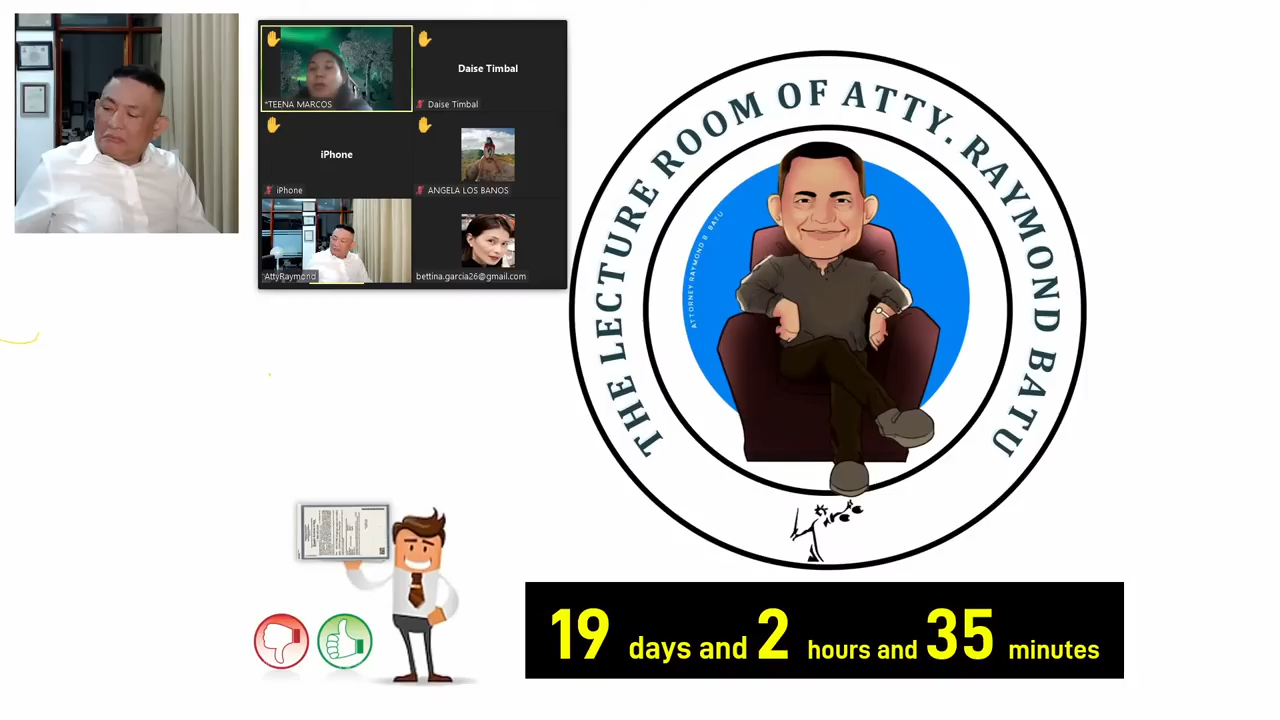 *TEENA MARCOS
Daise Timbal
Daise Timbal
iPhone
iPhone
ANGELA LOS BANOS
*AttyRaymond
bettina.garcia26@gmail.com
THE LECTURE ROOM OF ATTY. RAYMOND BATU
ATTORNEY RAYMOND B. BATU
19 days and 2 hours and 35 minutes